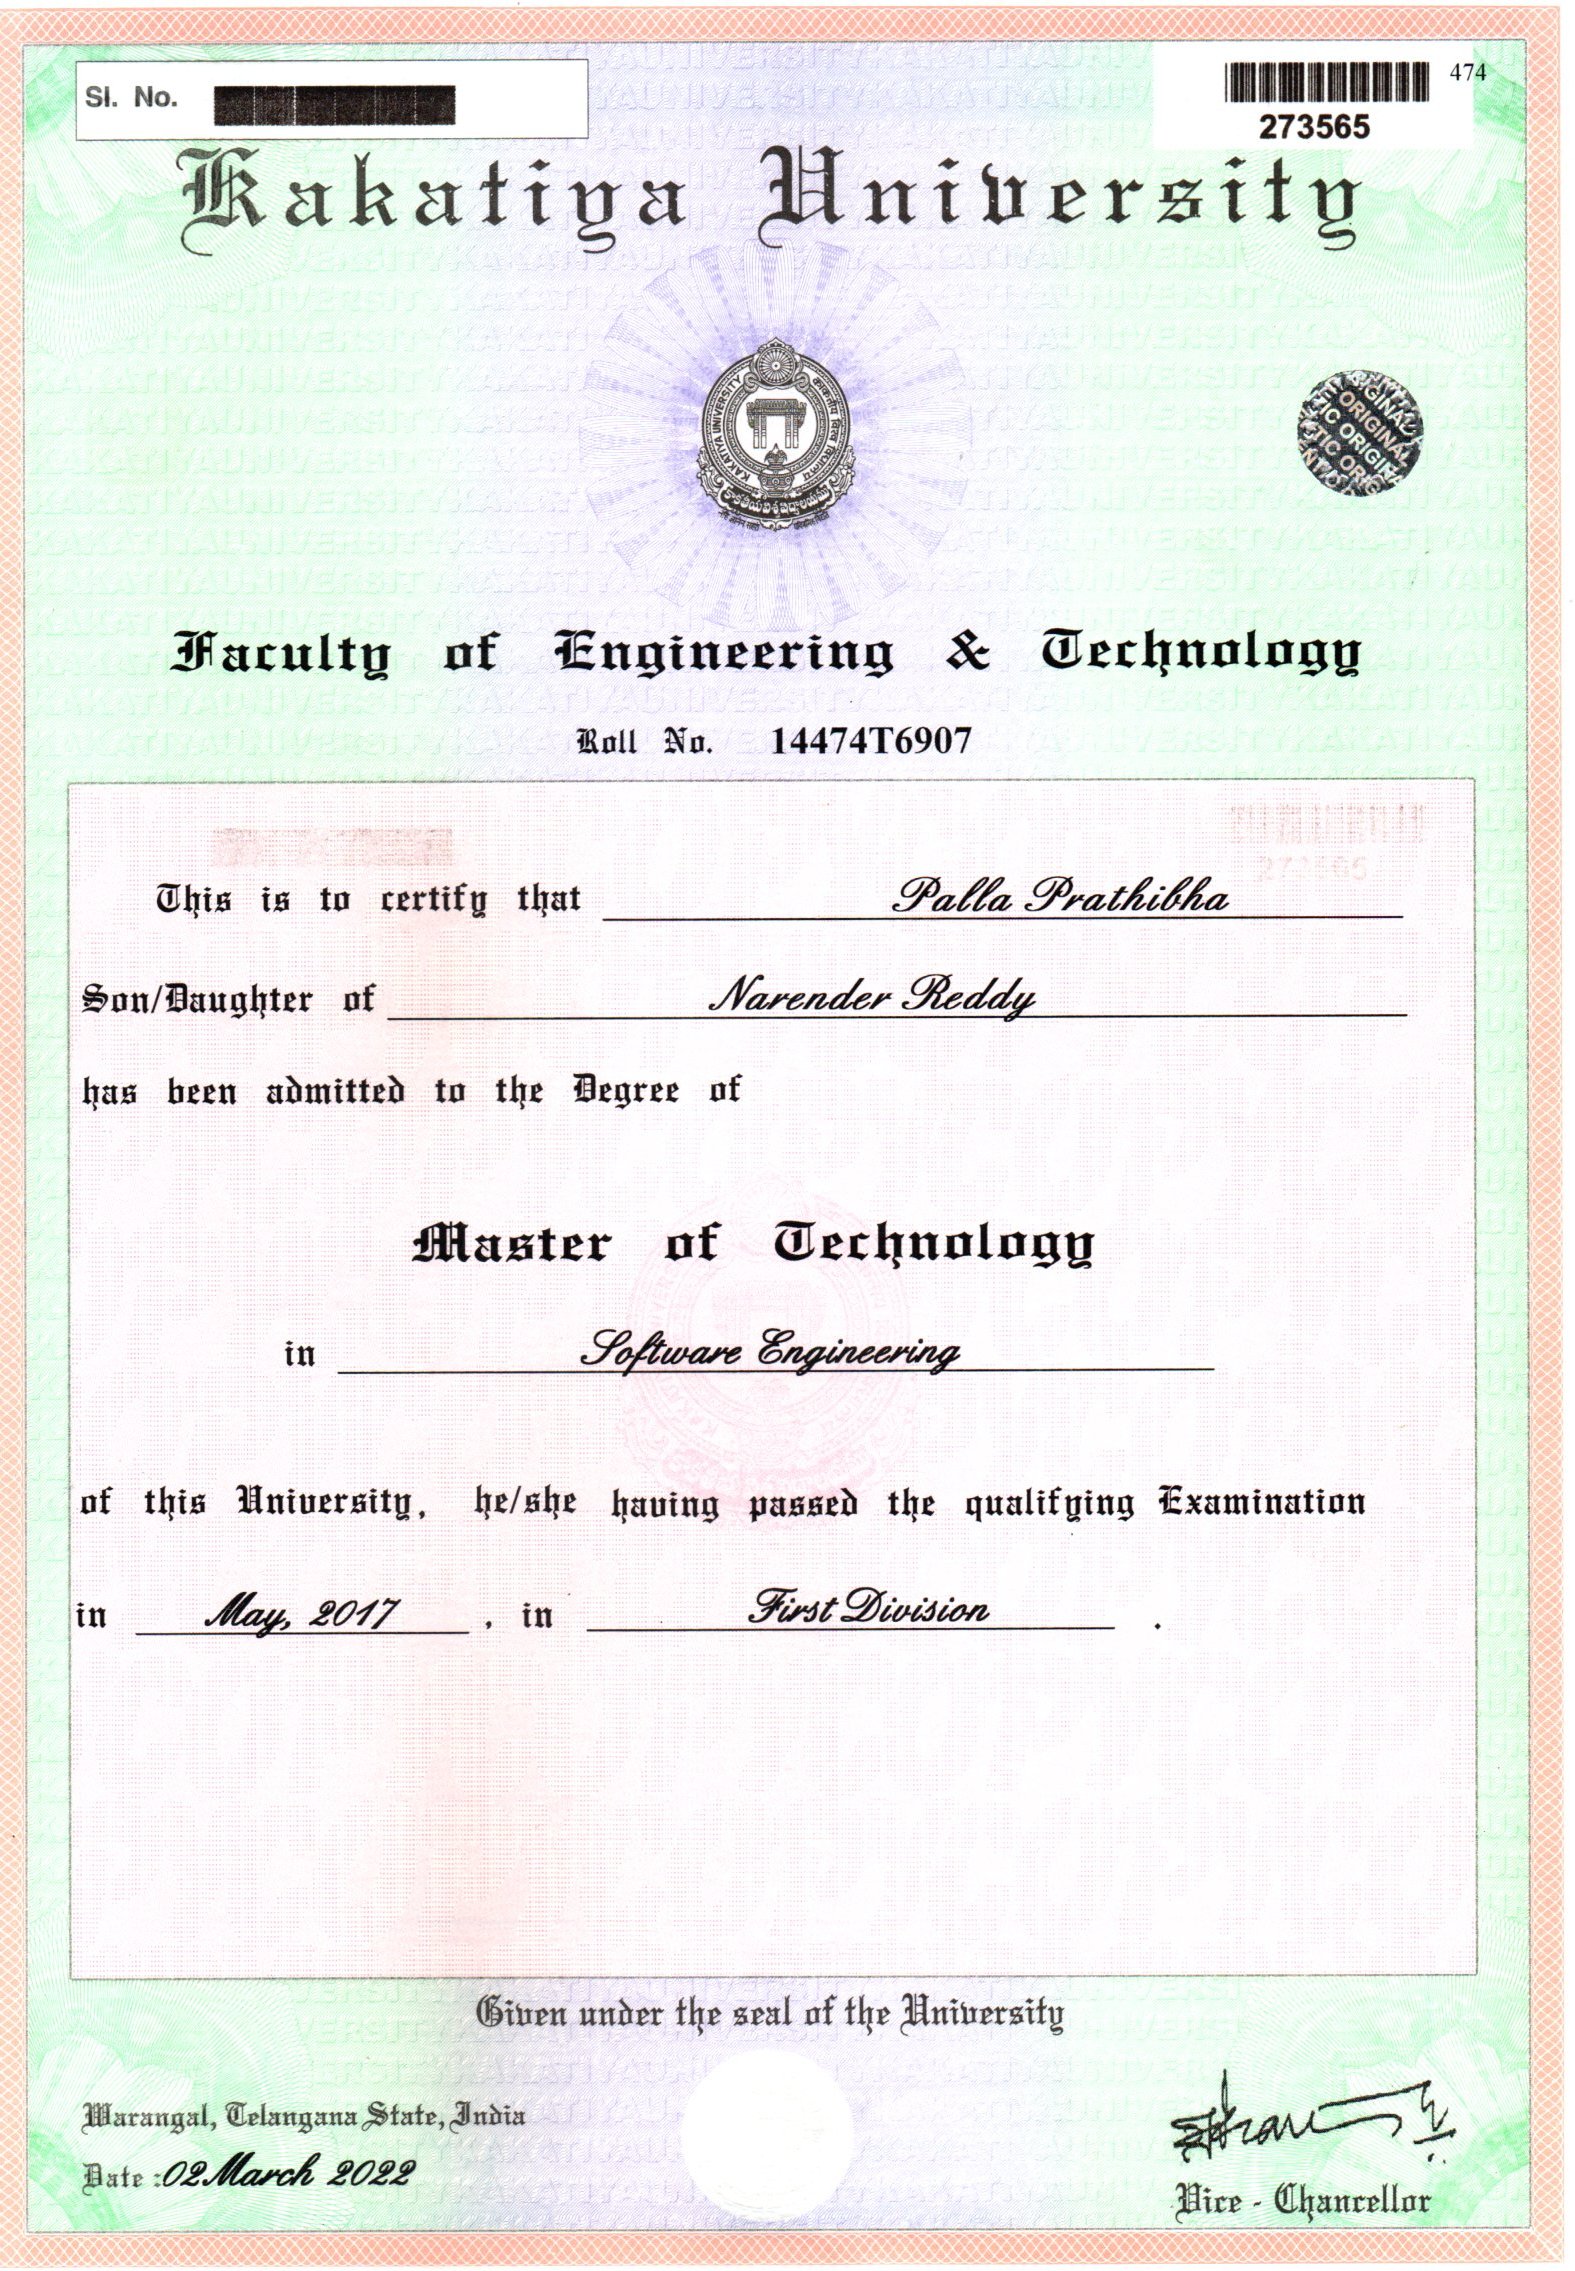 Sl. No.
474
273565
Kakatiya University
KAKATIYA UNIVERSITY
ORIGINAL
Faculty of Engineering & Technology
Roll No. 14474T6907
This is to certify that Palla Prathibha
Son/Daughter of Narender Reddy
has been admitted to the Degree of
Master of Technology
in Software Engineering
of this University, he/she having passed the qualifying Examination
in May, 2017 , in First Division .
Given under the seal of the University
Warangal, Telangana State, India
Date : 02 March 2022
Vice - Chancellor